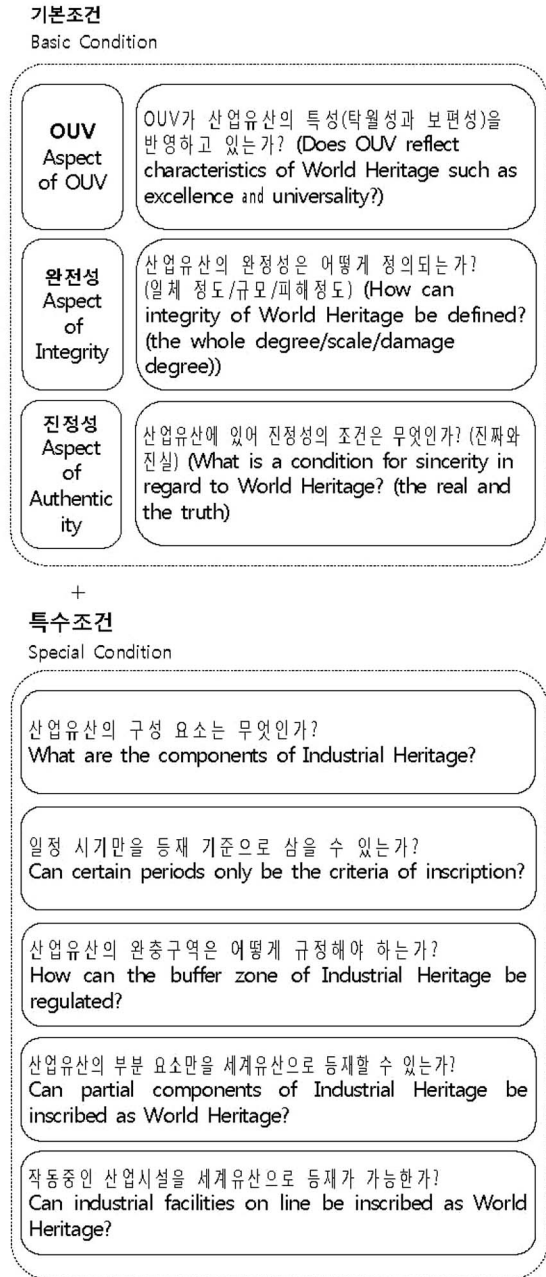 기본조건
Basic Condition
OUV
Aspect
of OUV
OUV가 산업유산의 특성(탁월성과 보편성)을
반영하고 있는가? (Does OUV reflect
characteristics of World Heritage such as
excellence and universality?)
완전성
Aspect
of
Integrity
산업유산의 완정성은 어떻게 정의되는가?
(일체 정도/규모/피해정도) (How can
integrity of World Heritage be defined?
(the whole degree/scale/damage
degree))
진정성
Aspect
of
Authentic
ity
산업유산에 있어 진정성의 조건은 무엇인가? (진짜와
진실) (What is a condition for sincerity in
regard to World Heritage? (the real and
the truth)
+
특수조건
Special Condition
산업유산의 구성 요소는 무엇인가?
What are the components of Industrial Heritage?
일정 시기만을 등재 기준으로 삼을 수 있는가?
Can certain periods only be the criteria of inscription?
산업유산의 완충구역은 어떻게 규정해야 하는가?
How can the buffer zone of Industrial Heritage be
regulated?
산업유산의 부분 요소만을 세계유산으로 등재할 수 있는가?
Can partial components of Industrial Heritage be
inscribed as World Heritage?
작동중인 산업시설을 세계유산으로 등재가 가능한가?
Can industrial facilities on line be inscribed as World
Heritage?